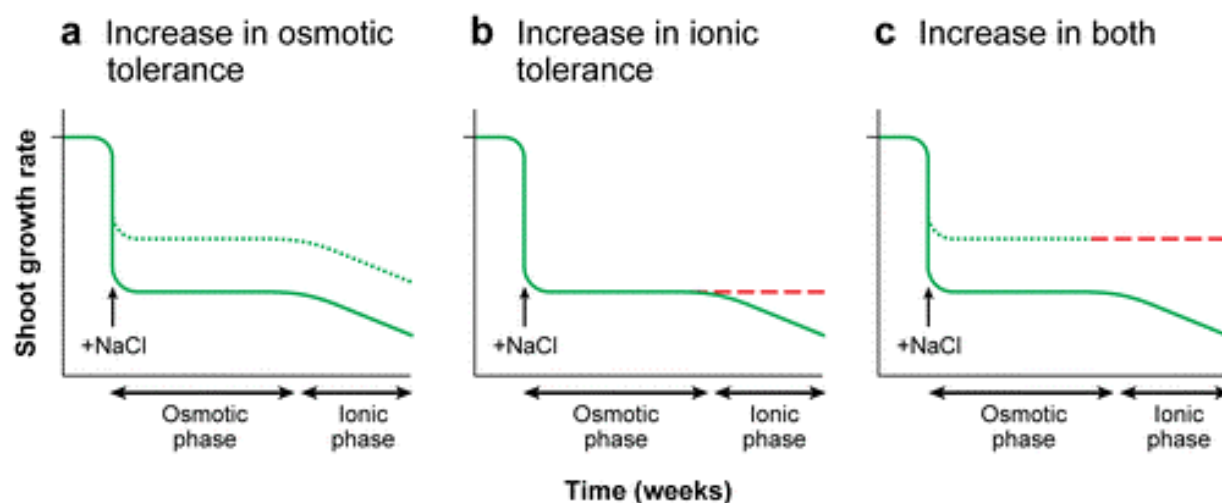 a Increase in osmotic
tolerance
b Increase in ionic
tolerance
c Increase in both
Shoot growth rate
+NaCl
+NaCl
+NaCl
Osmotic
phase
Ionic
phase
Osmotic
phase
Ionic
phase
Osmotic
phase
Ionic
phase
Time (weeks)